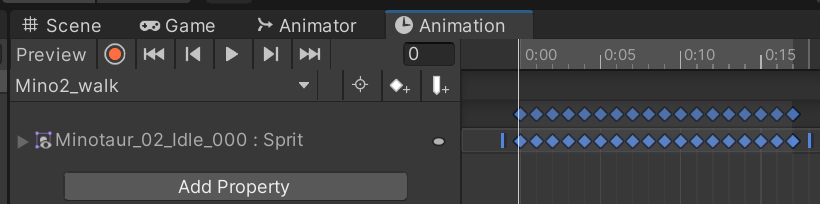 Scene Game Animator Animation
Preview 0 0:00 0:05 0:10 0:15
Mino2_walk
Minotaur_02_Idle_000 : Sprit
Add Property